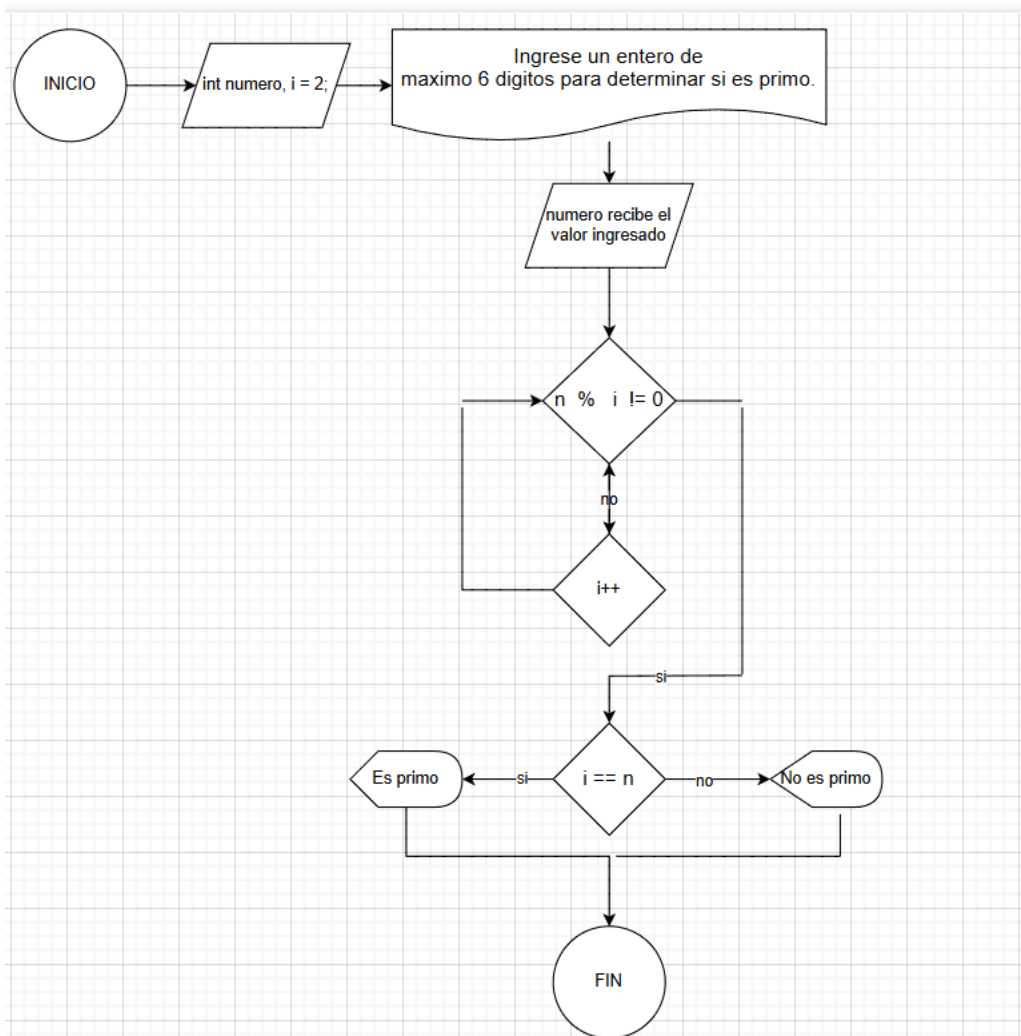 INICIO
int numero, i = 2;
Ingrese un entero de
maximo 6 digitos para determinar si es primo.
numero recibe el
valor ingresado
n % i != 0
no
i++
si
i == n
si
no
Es primo
No es primo
FIN